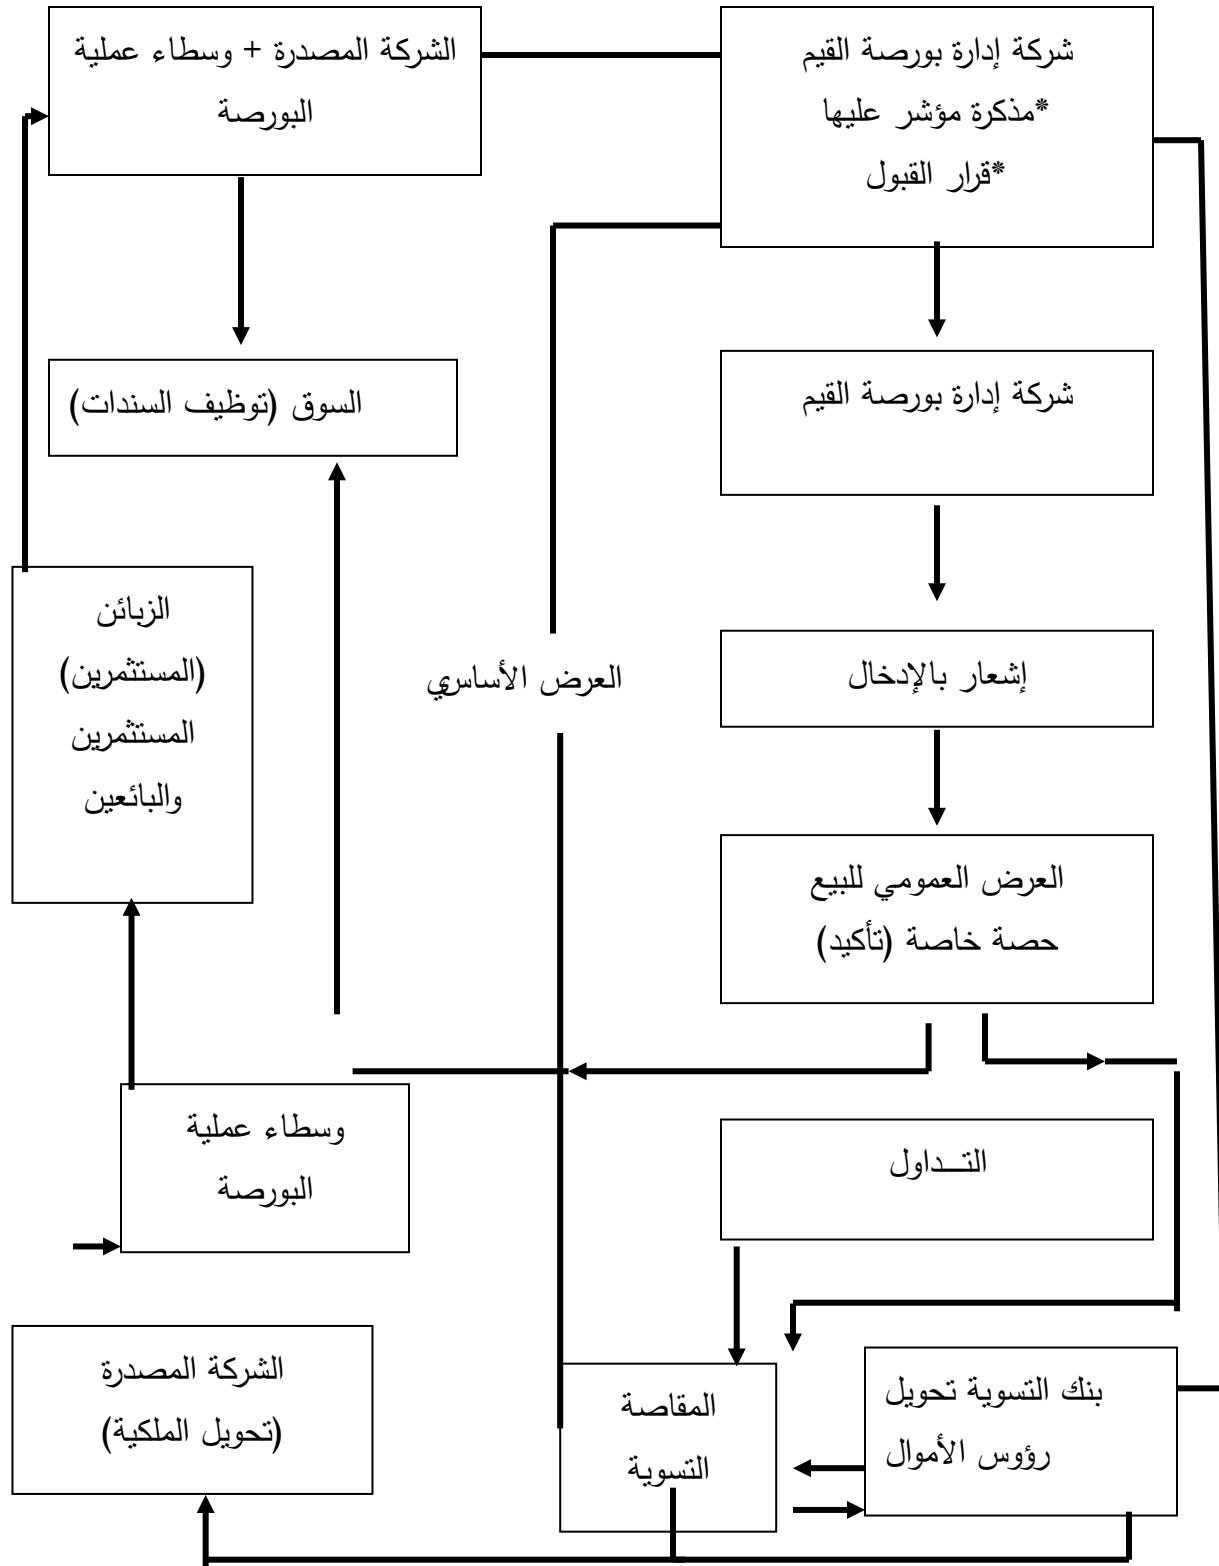 شركة إدارة بورصة القيم
*مذكرة مؤشر عليها
*قرار القبول
الشركة المصدرة + وسطاء عملية
البورصة
شركة إدارة بورصة القيم
السوق (توظيف السندات)
إشعار بالإدخال
العرض الأساسري
الزبائن
(المستثمرين)
المستثمرين
والبائعين
العرض العمومي للبيع
حصة خاصة (تأكيد)
وسطاء عملية
البورصة
التـــداول
الشركة المصدرة
(تحويل الملكية)
المقاصة
التسوية
بنك التسوية تحويل
رؤوس الأموال